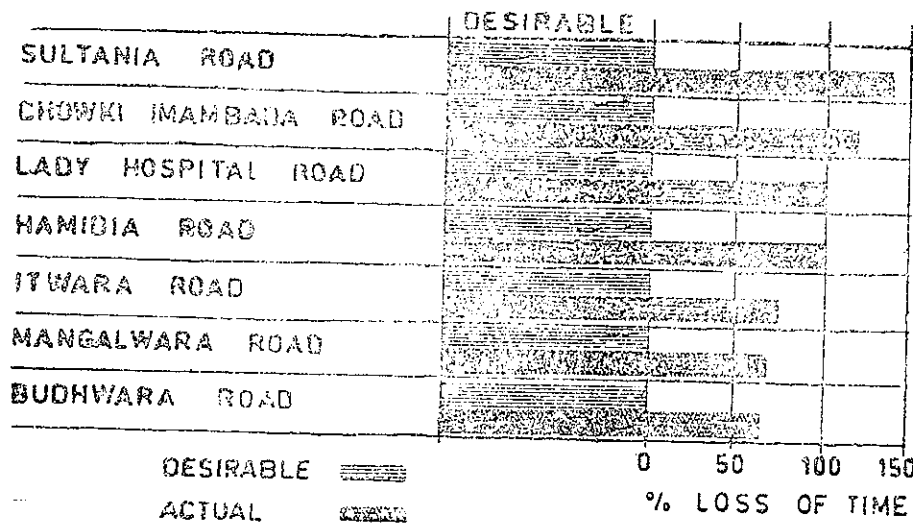 DESIRABLE
SULTANIA ROAD
CHOWKI IMAMBADA ROAD
LADY HOSPITAL ROAD
HAMIDIA ROAD
ITWARA ROAD
MANGALWARA ROAD
BUDHWARA ROAD
0 50 100 150
DESIRABLE
% LOSS OF TIME
ACTUAL